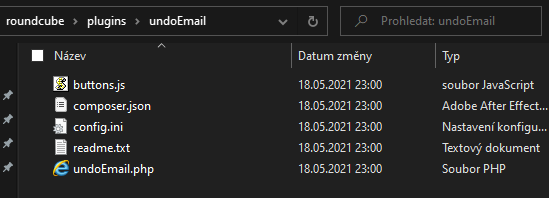 roundcube > plugins > undoEmail
Prohledat: undoEmail
Název Datum změny Typ
buttons.js 18.05.2021 23:00 soubor JavaScript
composer.json 18.05.2021 23:00 Adobe After Effect...
config.ini 18.05.2021 23:00 Nastavení konfigu...
readme.txt 18.05.2021 23:00 Textový dokument
undoEmail.php 18.05.2021 23:00 Soubor PHP